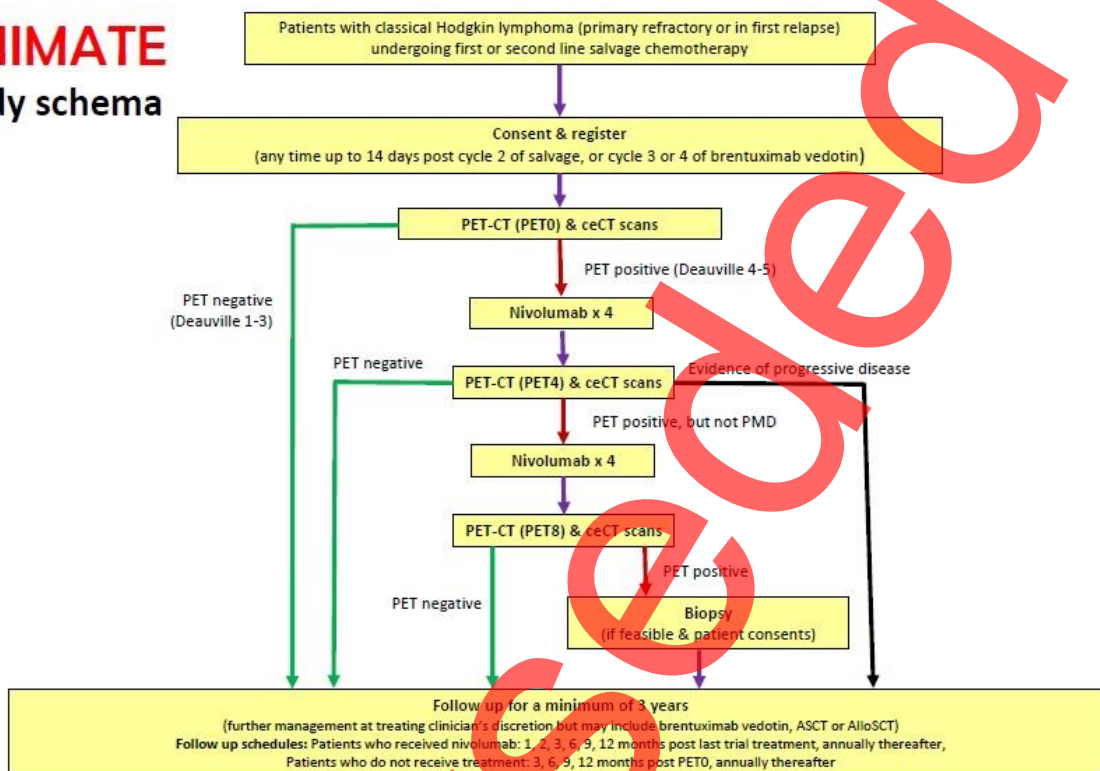 IIMATE
ly schema
Patients with classical Hodgkin lymphoma (primary refractory or in first relapse)
undergoing first or second line salvage chemotherapy
Consent & register
(any time up to 14 days post cycle 2 of salvage, or cycle 3 or 4 of brentuximab vedotin)
PET-CT (PET0) & ceCT scans
PET positive (Deauville 4-5)
PET negative
(Deauville 1-3)
Nivolumab x 4
PET negative
PET-CT (PET4) & ceCT scans
Evidence of progressive disease
PET positive, but not PMD
Nivolumab x 4
PET-CT (PET8) & ceCT scans
PET positive
PET negative
Biopsy
(if feasible & patient consents)
Follow up for a minimum of 3 years
(further management at treating clinician's discretion but may include brentuximab vedotin, ASCT or AlloSCT)
Follow up schedules: Patients who received nivolumab: 1, 2, 3, 6, 9, 12 months post last trial treatment, annually thereafter,
Patients who do not receive treatment: 3, 6, 9, 12 months post PET0, annually thereafter
seded